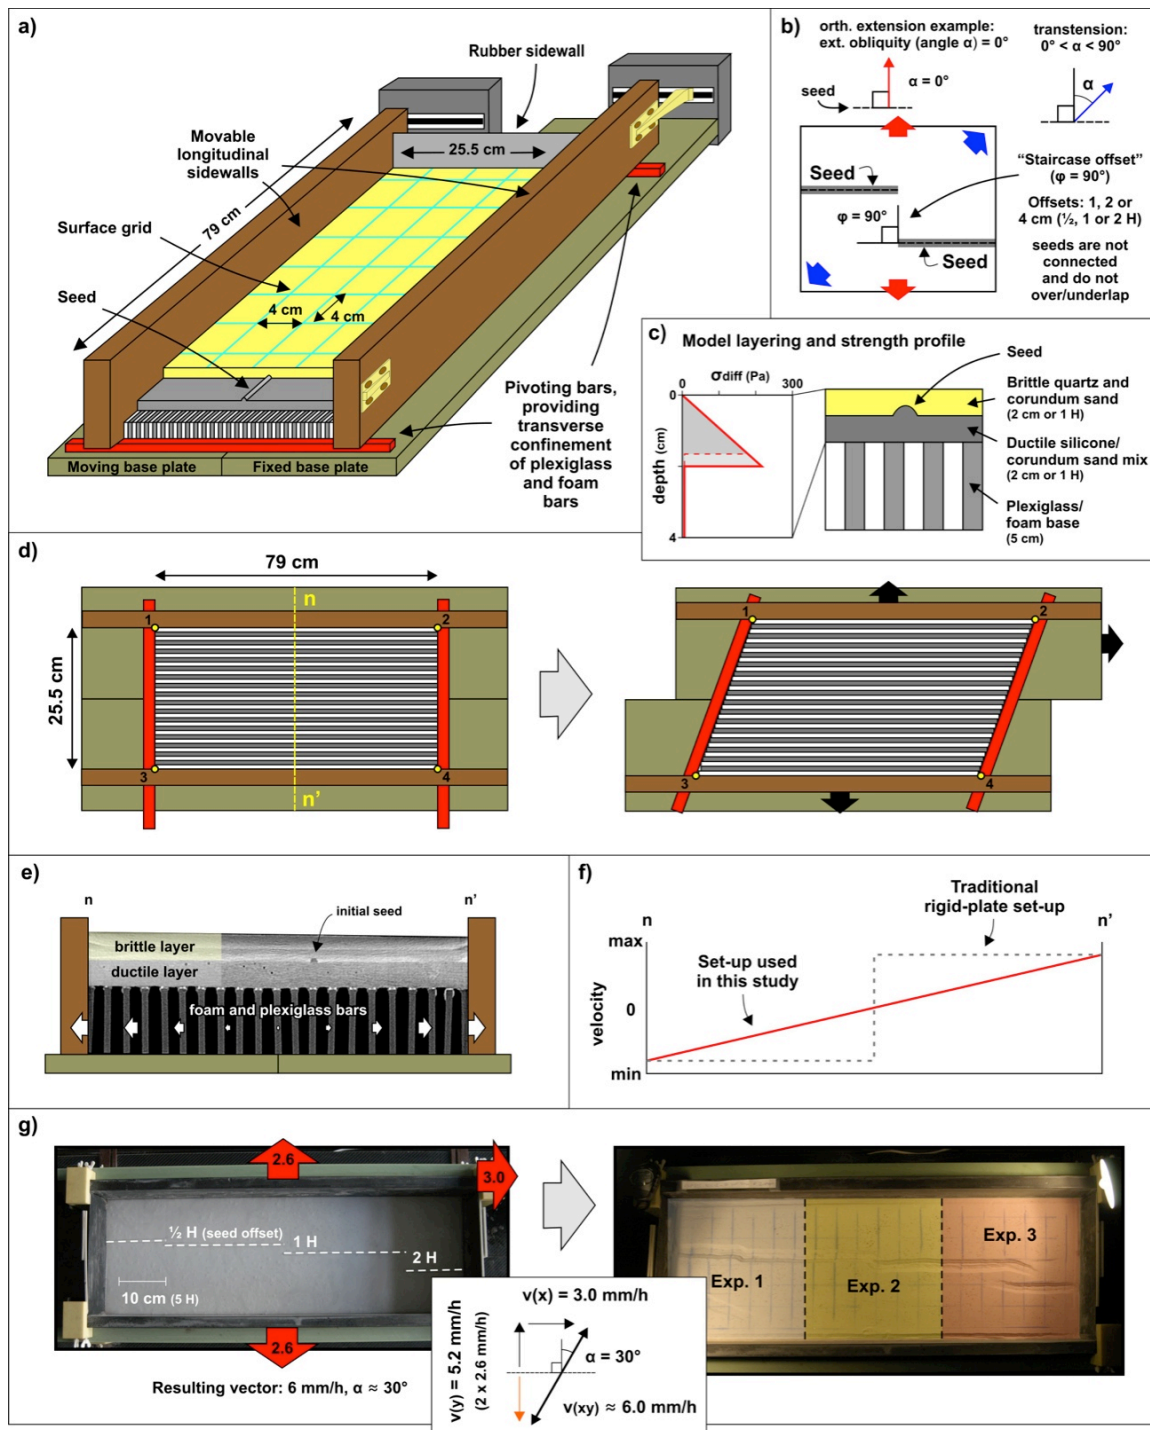 a)
Rubber sidewall
Movable
longitudinal
sidewalls
25.5 cm
79 cm
Surface grid
Seed
4 cm
4 cm
Pivoting bars,
providing
transverse
confinement
of plexiglass
and foam
bars
Moving base plate
Fixed base plate
b)
orth. extension example:
ext. obliquity (angle α) = 0°
transtension:
0° < α < 90°
α = 0°
α
seed
Seed
"Staircase offset"
(φ = 90°)
φ = 90°
Offsets: 1, 2 or
4 cm (½, 1 or 2 H)
Seed
seeds are not
connected
and do not
over/underlap
c)
Model layering and strength profile
σdiff (Pa)
0
300
0
depth (cm)
4
Seed
Brittle quartz and
corundum sand
(2 cm or 1 H)
Ductile silicone/
corundum sand mix
(2 cm or 1 H)
Plexiglass/
foam base
(5 cm)
d)
79 cm
25.5 cm
n
n'
1
2
3
4
1
2
3
4
e)
n
n'
initial seed
brittle layer
ductile layer
foam and plexiglass bars
f)
Traditional
rigid-plate set-up
n
n'
max
Set-up used
in this study
0
velocity
min
g)
2.6
3.0
½ H (seed offset)
1 H
2 H
10 cm (5 H)
2.6
Resulting vector: 6 mm/h, α ≈ 30°
v(x) = 3.0 mm/h
v(y) = 5.2 mm/h
(2 x 2.6 mm/h)
α = 30°
v(xy) ≈ 6.0 mm/h
Exp. 1
Exp. 2
Exp. 3